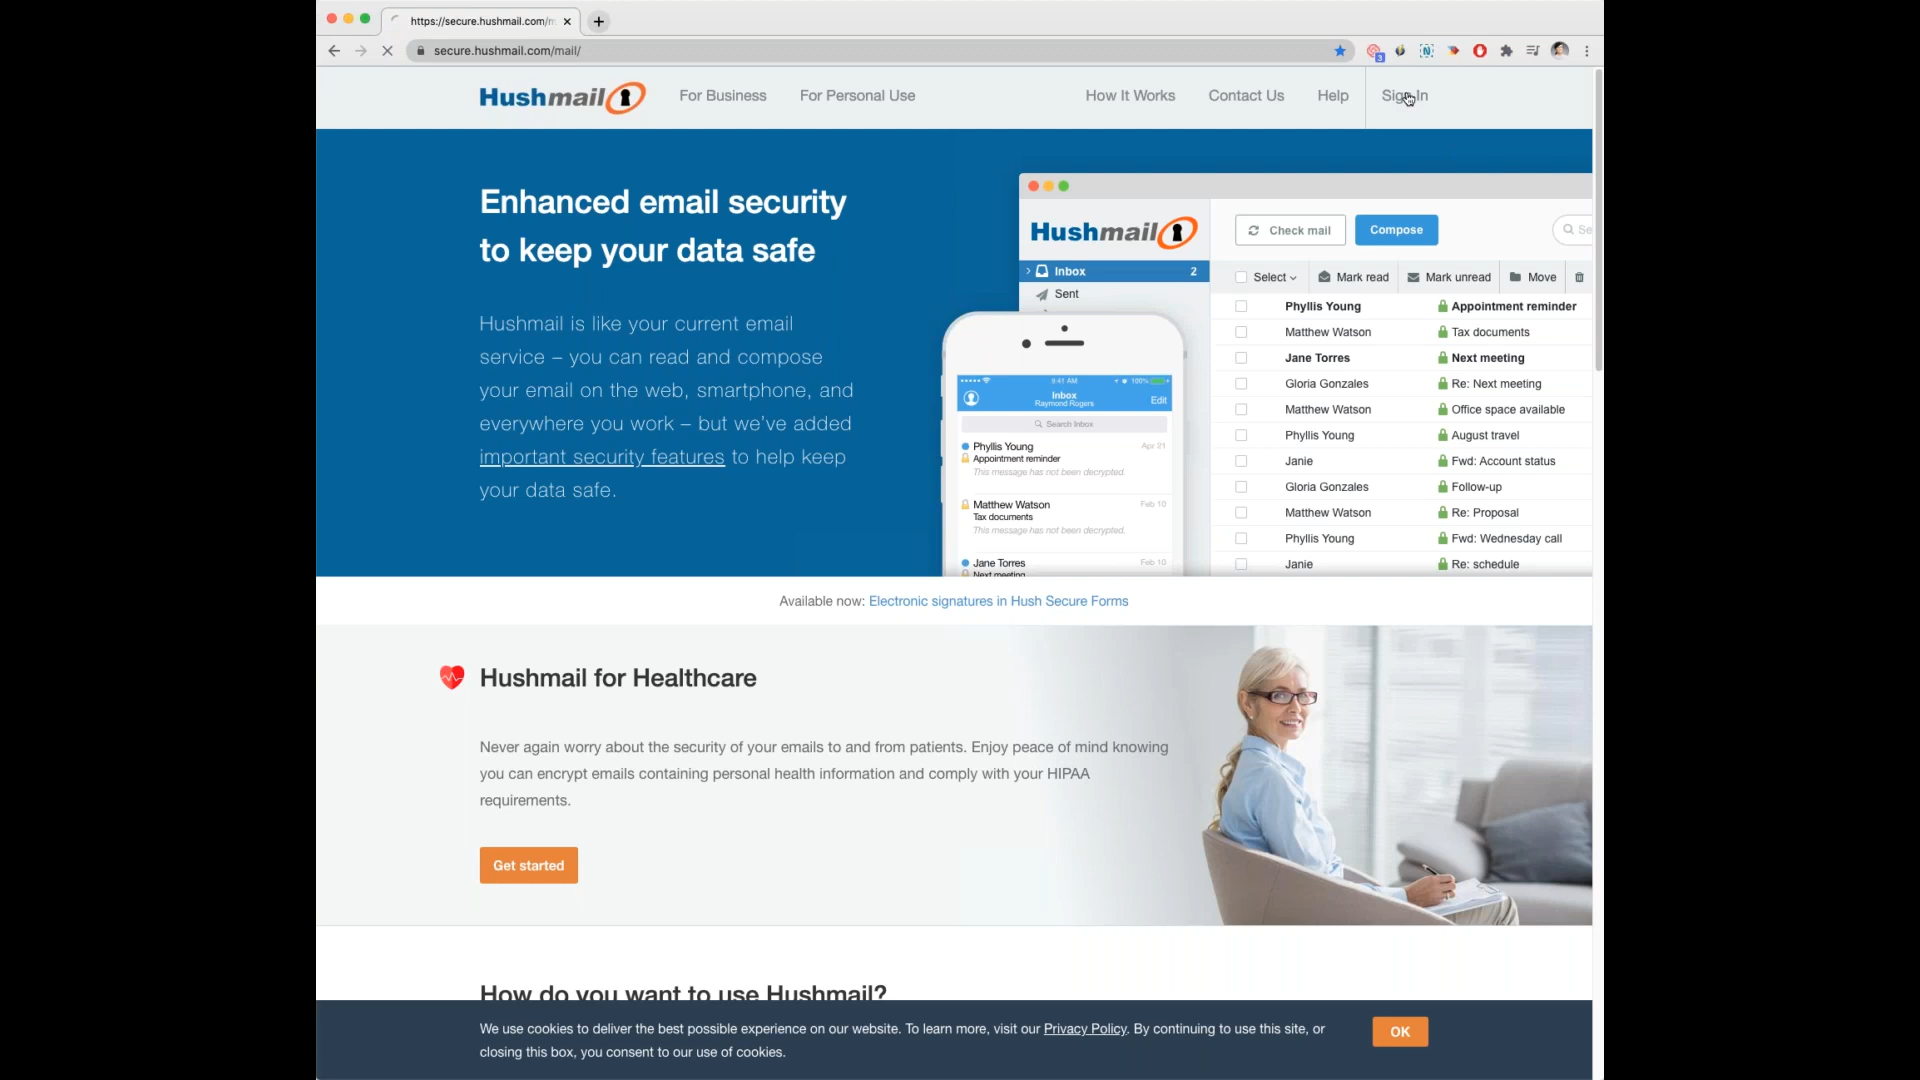 https://secure.hushmail.com/m
secure.hushmail.com/mail/
3
N
Hushmail
For Business
For Personal Use
How It Works
Contact Us
Help
Sign In
Enhanced email security
to keep your data safe
Hushmail is like your current email
service – you can read and compose
your email on the web, smartphone, and
everywhere you work – but we've added
important security features to help keep
your data safe.
Hushmail
Check mail
Compose
Se
Inbox 2
Sent
Select
Mark read
Mark unread
Move
Phyllis Young Appointment reminder
Matthew Watson Tax documents
Jane Torres Next meeting
Gloria Gonzales Re: Next meeting
Matthew Watson Office space available
Phyllis Young August travel
Janie Fwd: Account status
Gloria Gonzales Follow-up
Matthew Watson Re: Proposal
Phyllis Young Fwd: Wednesday call
Janie Re: schedule
9:41 AM 100%
Inbox
Raymond Rogers
Edit
Search Inbox
Phyllis Young Apr 21
Appointment reminder
This message has not been decrypted.
Matthew Watson Feb 10
Tax documents
This message has not been decrypted.
Jane Torres Feb 10
Next meeting
Available now: Electronic signatures in Hush Secure Forms
Hushmail for Healthcare
Never again worry about the security of your emails to and from patients. Enjoy peace of mind knowing
you can encrypt emails containing personal health information and comply with your HIPAA
requirements.
Get started
How do you want to use Hushmail?
We use cookies to deliver the best possible experience on our website. To learn more, visit our Privacy Policy. By continuing to use this site, or
closing this box, you consent to our use of cookies.
OK